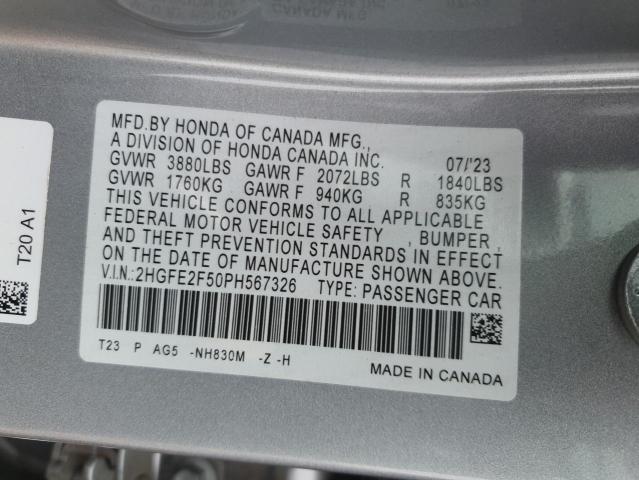 MFD.BY HONDA OF CANADA MFG.,
A DIVISION OF HONDA CANADA INC. 07/'23
GVWR 3880LBS GAWR F 2072LBS R 1840LBS
GVWR 1760KG GAWR F 940KG R 835KG
THIS VEHICLE CONFORMS TO ALL APPLICABLE
FEDERAL MOTOR VEHICLE SAFETY , BUMPER ,
AND THEFT PREVENTION STANDARDS IN EFFECT
ON THE DATE OF MANUFACTURE SHOWN ABOVE.
V.I.N.: 2HGFE2F50PH567326 TYPE: PASSENGER CAR
T23 P AG5 -NH830M -Z -H
MADE IN CANADA
T20 A1